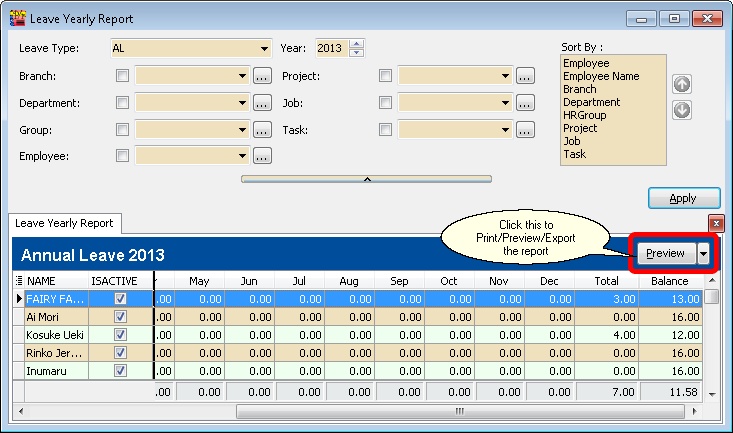 Leave Yearly Report
Leave Type: AL Year: 2013
Sort By :
Branch: ... Project: ...
Department: ... Job: ...
Group: ... Task: ...
Employee: ...
Employee
Employee Name
Branch
Department
HRGroup
Project
Job
Task
Apply
Leave Yearly Report
Click this to
Print/Preview/Export
the report
Annual Leave 2013
Preview
NAME ISACTIVE May Jun Jul Aug Sep Oct Nov Dec Total Balance
FAIRY FA... .00 0.00 0.00 0.00 0.00 0.00 0.00 0.00 0.00 3.00 13.00
Ai Mori .00 0.00 0.00 0.00 0.00 0.00 0.00 0.00 0.00 0.00 16.00
Kosuke Ueki .00 0.00 0.00 0.00 0.00 0.00 0.00 0.00 0.00 4.00 12.00
Rinko Jer... .00 0.00 0.00 0.00 0.00 0.00 0.00 0.00 0.00 0.00 16.00
Inumaru .00 0.00 0.00 0.00 0.00 0.00 0.00 0.00 0.00 0.00 16.00
.00 0.00 0.00 0.00 0.00 0.00 0.00 0.00 0.00 7.00 11.58